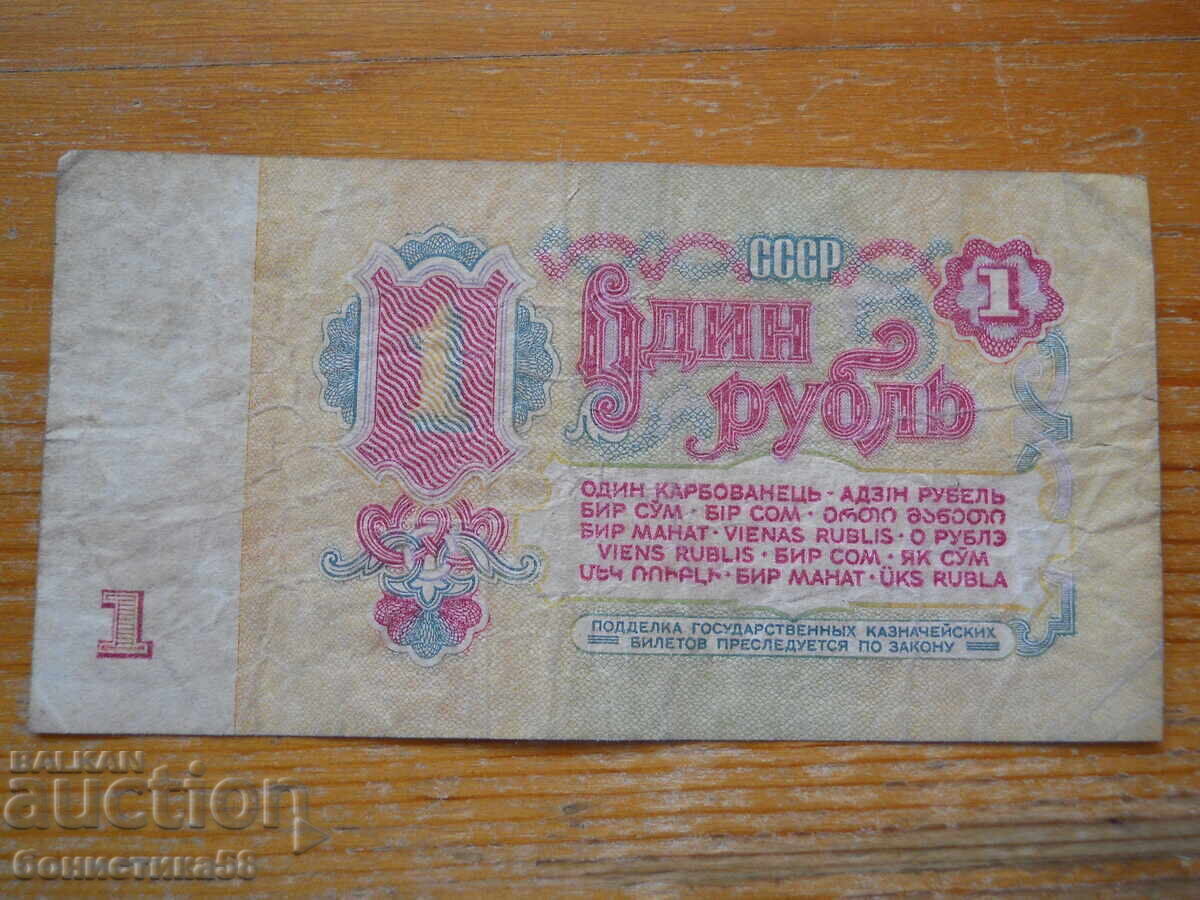 СССР
1
1
Один
рубль
ОДИН КАРБОВАНЕЦЬ · АДЗІН РУБЕЛЬ
БИР СЎМ · БІР СОМ · ᲔᲠᲗᲘ ᲛᲐᲜᲔᲗᲘ
БИР МАНАТ · VIENAS RUBLIS · О РУБЛЭ
VIENS RUBLIS · БИР СОМ · ЯК СЎМ
ՄԵԿ ՌՈՒԲԼԻ · БИР МАНАТ · ÜKS RUBLA
1
ПОДДЕЛКА ГОСУДАРСТВЕННЫХ КАЗНАЧЕЙСКИХ
БИЛЕТОВ ПРЕСЛЕДУЕТСЯ ПО ЗАКОНУ
BALKAN
auction
бонистика58